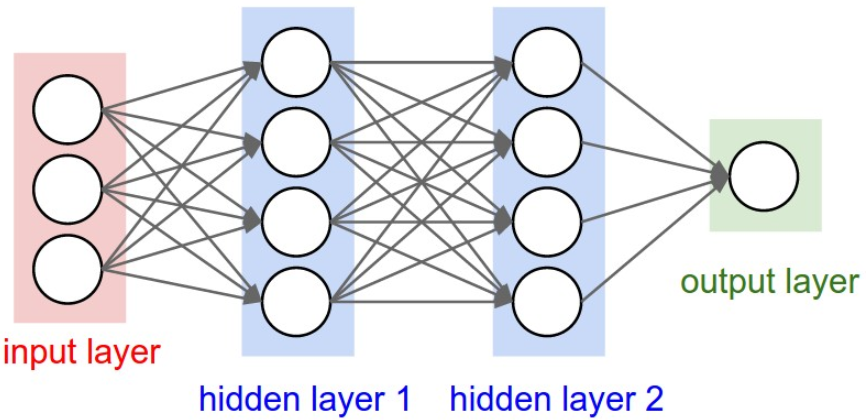 input layer
hidden layer 1
hidden layer 2
output layer